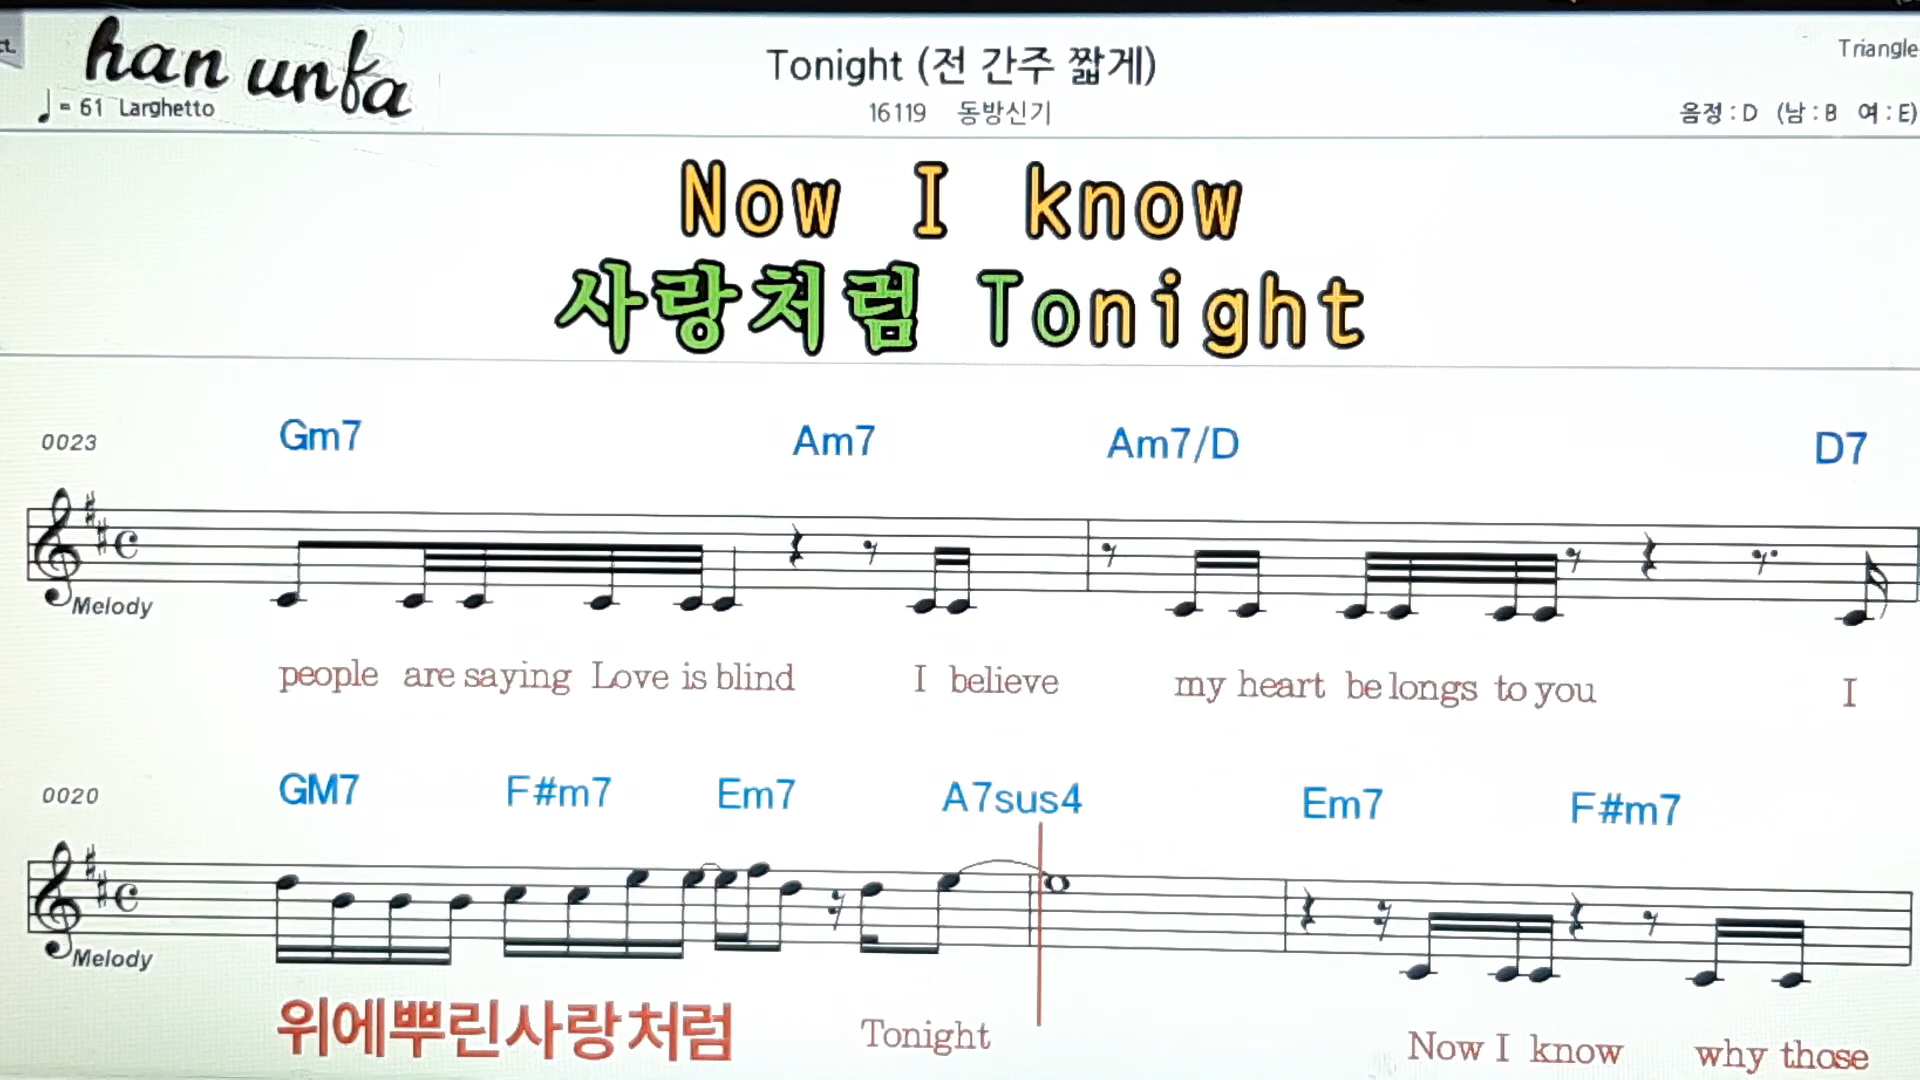 han unfa
Tonight (전 간주 짧게)
Triangle
♩= 61 Larghetto
16119 동방신기
음정 : D (남 : B 여 : E)
Now I know
사랑처럼 Tonight
0023
Gm7 Am7 Am7/D D7
Melody
people are saying Love is blind I believe my heart be longs to you I
0020
GM7 F#m7 Em7 A7sus4 Em7 F#m7
Melody
위에뿌린사랑처럼 Tonight Now I know why those